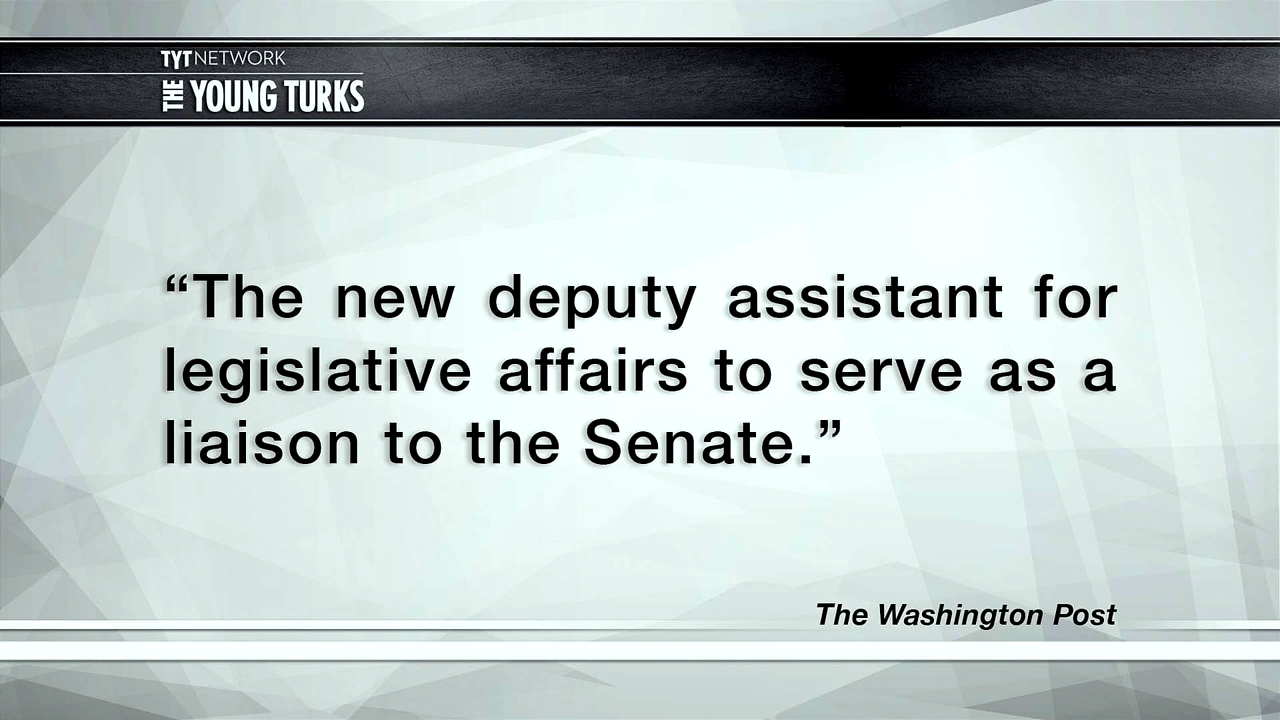 TYT NETWORK
THE YOUNG TURKS
“The new deputy assistant for
legislative affairs to serve as a
liaison to the Senate.”
The Washington Post